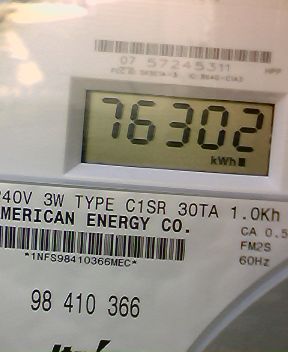 07 57245311
76302
kWh
240V 3W TYPE C1SR 30TA 1.0Kh
AMERICAN ENERGY CO.
CA 0.5
FM2S
60Hz
*1NFS98410366MEC*
98 410 366